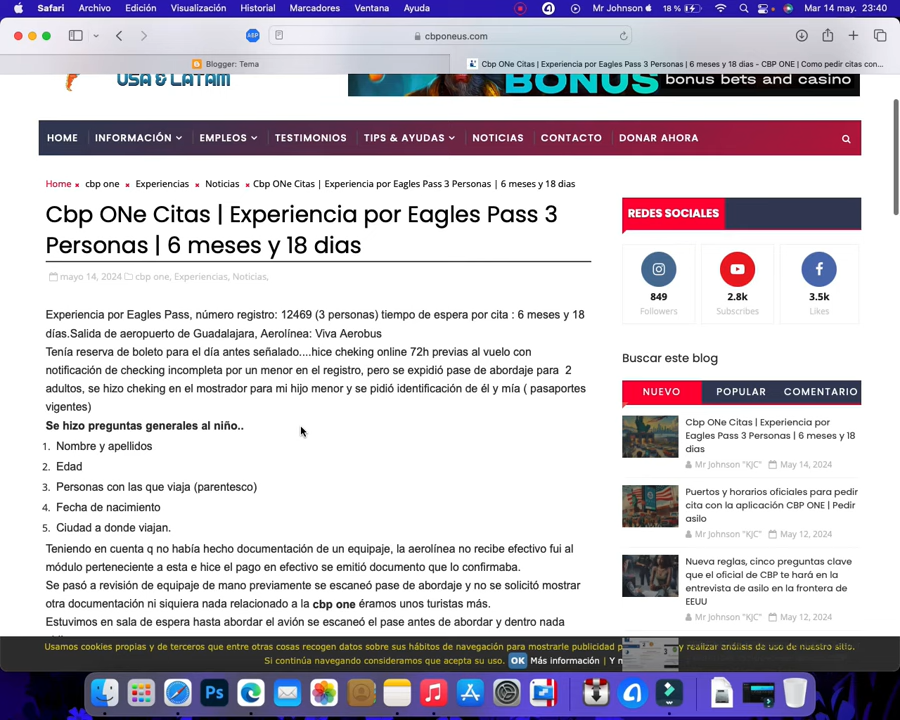 Safari Archivo Edición Visualización Historial Marcadores Ventana Ayuda Mr Johnson 18 % Mar 14 may. 23:40
ABP cbponeus.com
Blogger: Tema Cbp ONe Citas | Experiencia por Eagles Pass 3 Personas | 6 meses y 18 dias - CBP ONE | Como pedir citas con...
USA & LATAM BONUS bonus bets and casino
HOME INFORMACIÓN EMPLEOS TESTIMONIOS TIPS & AYUDAS NOTICIAS CONTACTO DONAR AHORA
Home × cbp one × Experiencias × Noticias × Cbp ONe Citas | Experiencia por Eagles Pass 3 Personas | 6 meses y 18 dias
Cbp ONe Citas | Experiencia por Eagles Pass 3
Personas | 6 meses y 18 dias
mayo 14, 2024 cbp one, Experiencias, Noticias,
Experiencia por Eagles Pass, número registro: 12469 (3 personas) tiempo de espera por cita : 6 meses y 18
días.Salida de aeropuerto de Guadalajara, Aerolínea: Viva Aerobus
Tenía reserva de boleto para el día antes señalado....hice cheking online 72h previas al vuelo con
notificación de checking incompleta por un menor en el registro, pero se expidió pase de abordaje para 2
adultos, se hizo cheking en el mostrador para mi hijo menor y se pidió identificación de él y mía ( pasaportes
vigentes)
Se hizo preguntas generales al niño..
1. Nombre y apellidos
2. Edad
3. Personas con las que viaja (parentesco)
4. Fecha de nacimiento
5. Ciudad a donde viajan.
Teniendo en cuenta q no había hecho documentación de un equipaje, la aerolínea no recibe efectivo fui al
módulo perteneciente a esta e hice el pago en efectivo se emitió documento que lo confirmaba.
Se pasó a revisión de equipaje de mano previamente se escaneó pase de abordaje y no se solicitó mostrar
otra documentación ni siquiera nada relacionado a la cbp one éramos unos turistas más.
Estuvimos en sala de espera hasta abordar el avión se escaneó el pase antes de abordar y dentro nada
REDES SOCIALES
849 2.8k 3.5k
Followers Subscribes Likes
Buscar este blog
NUEVO POPULAR COMENTARIO
Cbp ONe Citas | Experiencia por
Eagles Pass 3 Personas | 6 meses y 18
dias
Mr Johnson "KJC" May 14, 2024
Puertos y horarios oficiales para pedir
cita con la aplicación CBP ONE | Pedir
asilo
Mr Johnson "KJC" May 12, 2024
Nueva reglas, cinco preguntas clave
que el oficial de CBP te hará en la
entrevista de asilo en la frontera de
EEUU
Mr Johnson "KJC" May 12, 2024
Usamos cookies propias y de terceros que entre otras cosas recogen datos sobre sus hábitos de navegación para mostrarle publicidad p y realizar análisis de uso de nuestro sitio.
Si continúa navegando consideramos que acepta su uso. OK Más información | Y
Ps